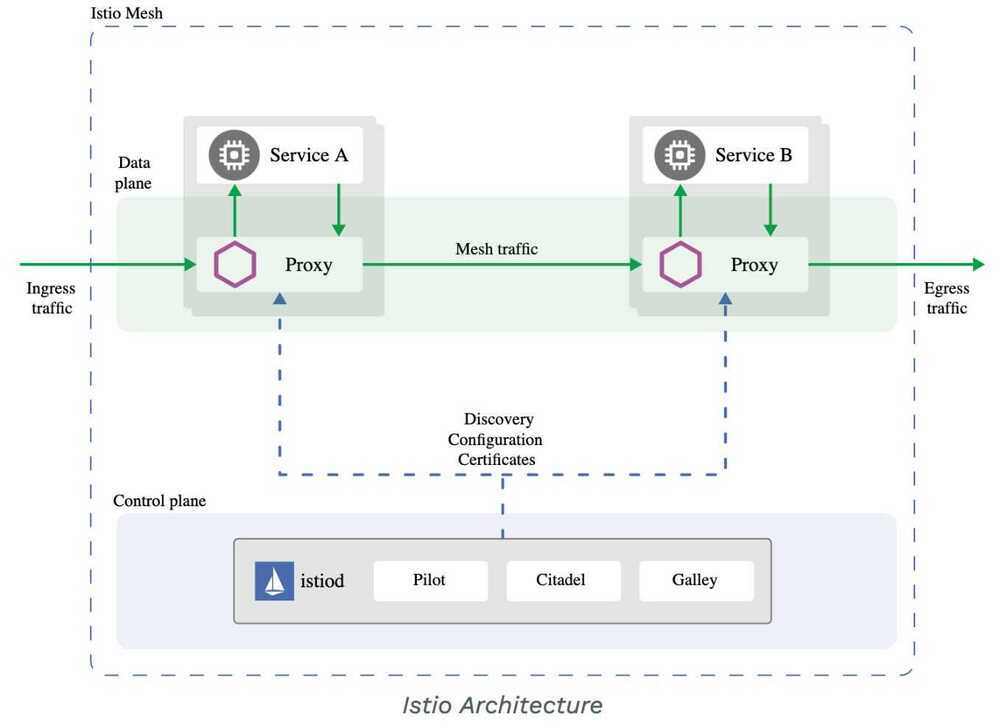 Istio Mesh
Data
plane
Service A
Service B
Proxy
Mesh traffic
Proxy
Ingress
traffic
Egress
traffic
Discovery
Configuration
Certificates
Control plane
istiod
Pilot
Citadel
Galley
Istio Architecture